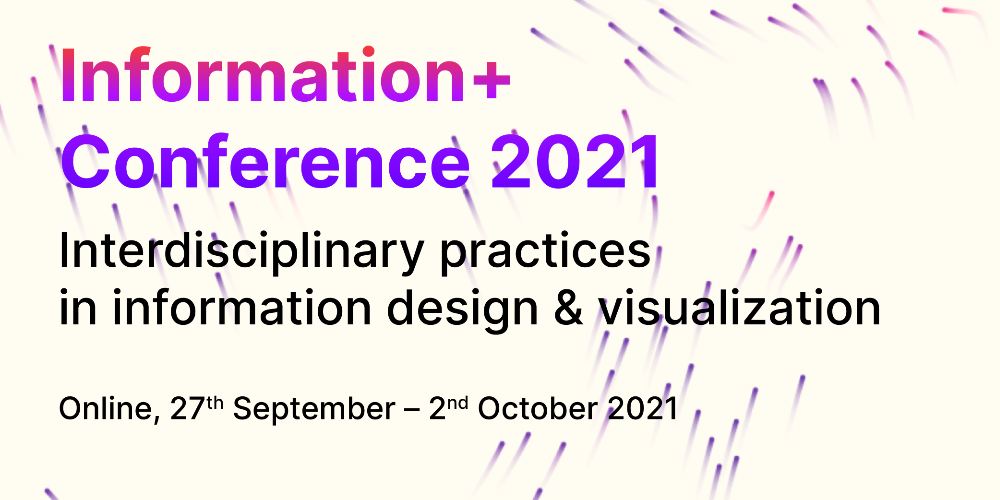 Information+
Conference 2021
Interdisciplinary practices
in information design & visualization
Online, 27th September – 2nd October 2021